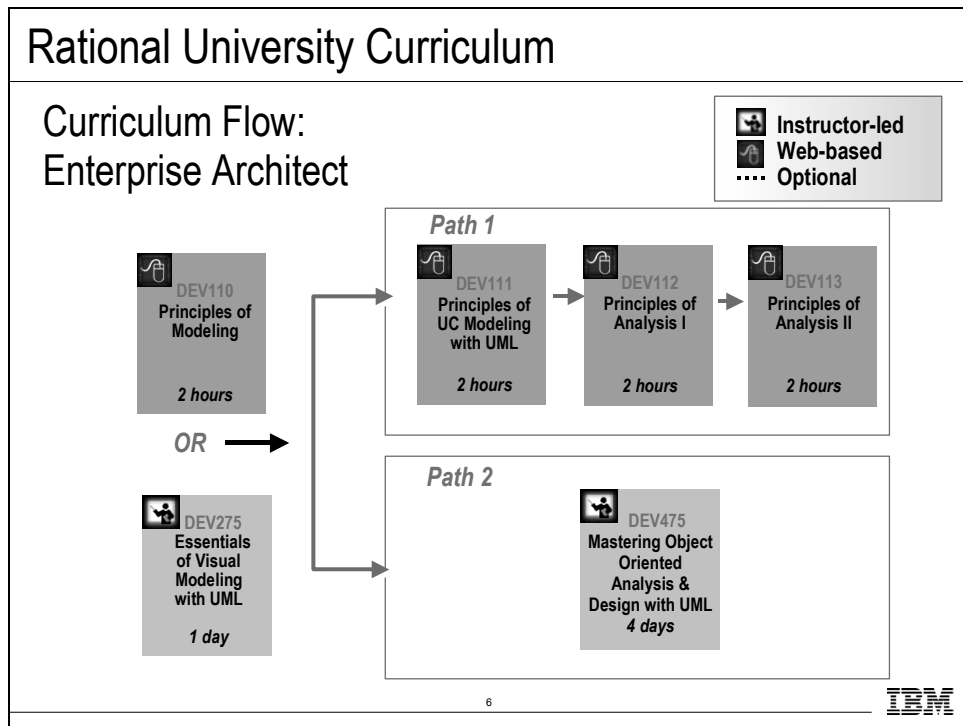 Rational University Curriculum
Curriculum Flow:
Enterprise Architect
Instructor-led
Web-based
Optional
DEV110
Principles of
Modeling
2 hours
OR
DEV275
Essentials
of Visual
Modeling
with UML
1 day
Path 1
DEV111
Principles of
UC Modeling
with UML
2 hours
DEV112
Principles of
Analysis I
2 hours
DEV113
Principles of
Analysis II
2 hours
Path 2
DEV475
Mastering Object
Oriented
Analysis &
Design with UML
4 days
6
IBM